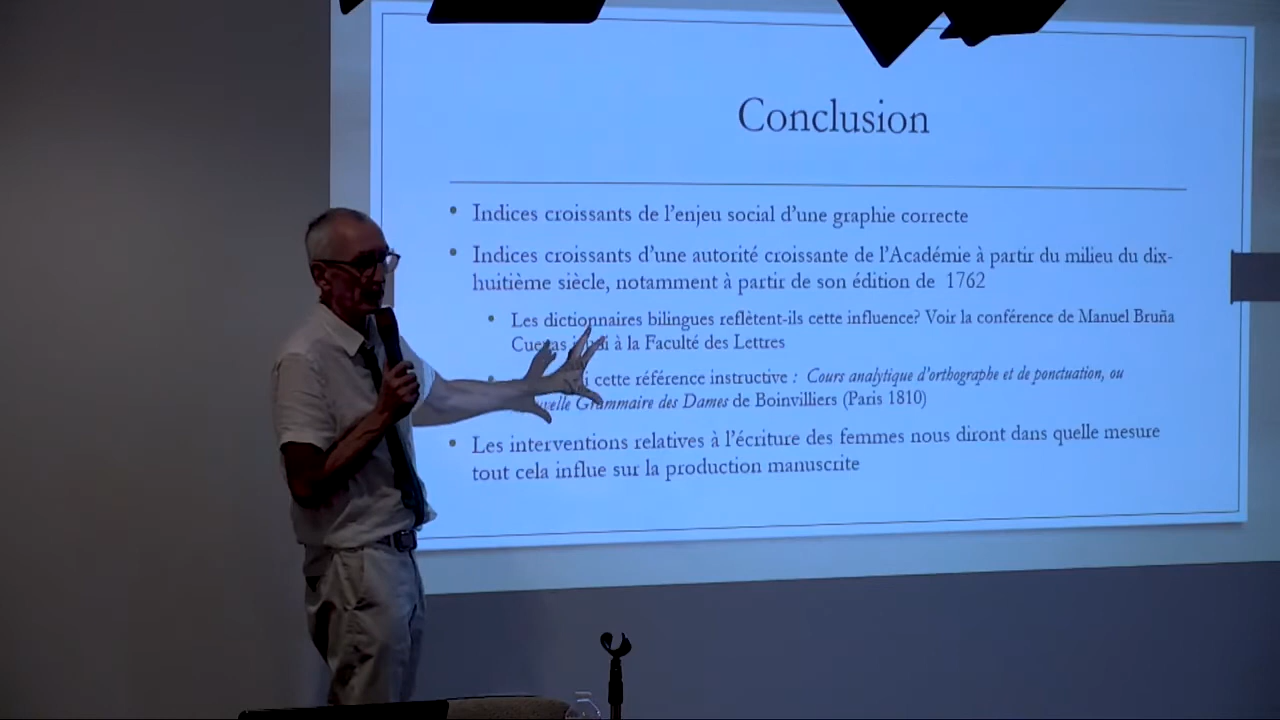 Conclusion
• Indices croissants de l'enjeu social d'une graphie correcte
• Indices croissants d'une autorité croissante de l'Académie à partir du milieu du dix-
huitième siècle, notamment à partir de son édition de 1762
• Les dictionnaires bilingues reflètent-ils cette influence? Voir la conférence de Manuel Bruña
à la Faculté des Lettres
cette référence instructive : Cours analytique d'orthographe et de ponctuation, ou
Grammaire des Dames de Boinvilliers (Paris 1810)
• Les interventions relatives à l'écriture des femmes nous diront dans quelle mesure
tout cela influe sur la production manuscrite